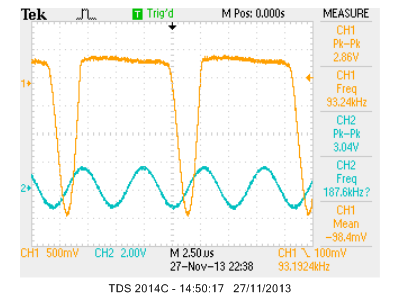 Tek T Trig'd M Pos: 0.000s MEASURE
CH1
Pk-Pk
2.86V
CH1
Freq
93.24kHz
CH2
Pk-Pk
3.04V
CH2
Freq
187.6kHz?
CH1
Mean
-98.4mV
1
2
CH1 500mV CH2 2.00V M 2.50us CH1 100mV
27-Nov-13 22:38 93.1924kHz
TDS 2014C - 14:50:17 27/11/2013